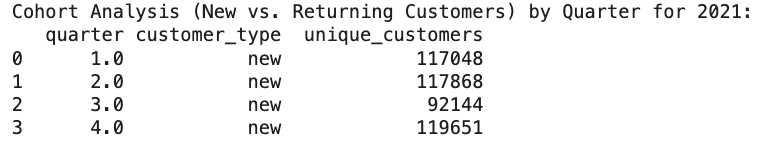 Cohort Analysis (New vs. Returning Customers) by Quarter for 2021:
quarter customer_type unique_customers
0 1.0 new 117048
1 2.0 new 117868
2 3.0 new 92144
3 4.0 new 119651